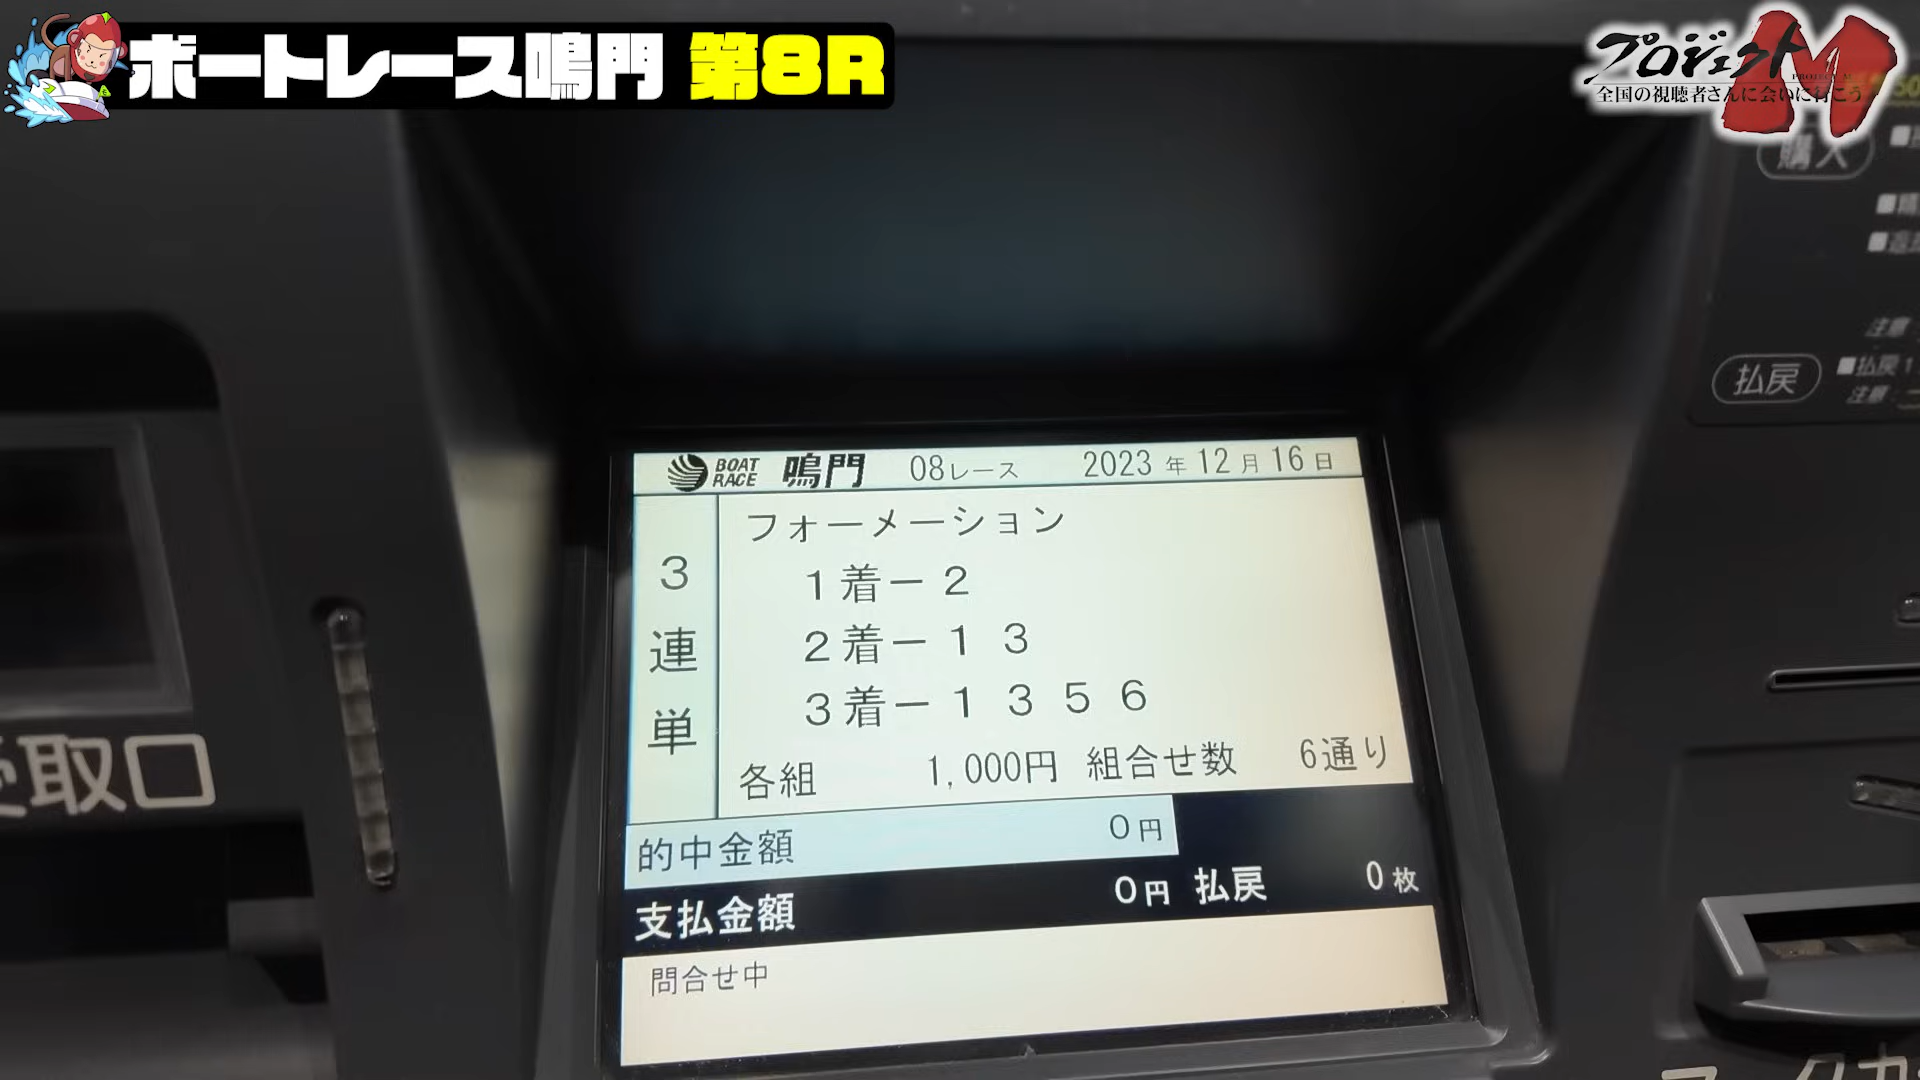 ボートレース鳴門 第8R
プロジェクトM
PROJECT M
全国の視聴者さんに会いに行こう
購入
払戻
■払戻
注意
受取口
BOAT RACE 鳴門 08レース 2023年12月16日
3連単
フォーメーション
1着－2
2着－1 3
3着－1 3 5 6
各組 1,000円 組合せ数 6通り
的中金額 0円
支払金額 0円 払戻 0枚
問合せ中